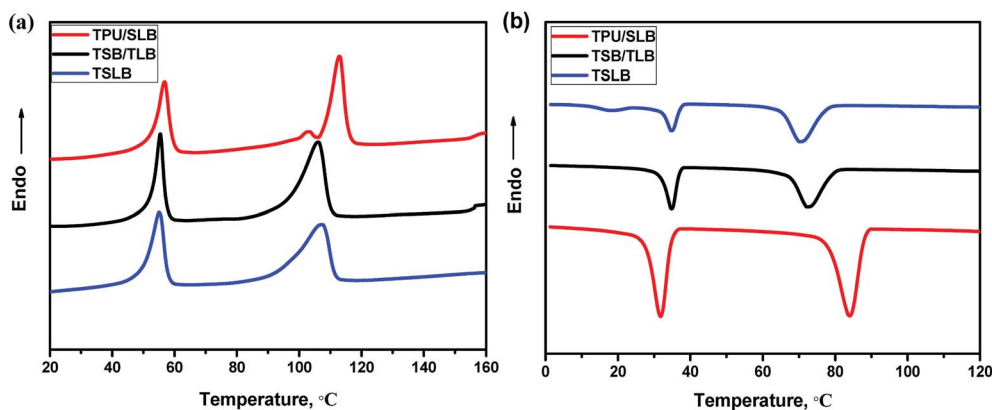 (a)
TPU/SLB
TSB/TLB
TSLB
Endo
20 40 60 80 100 120 140 160
Temperature, °C
(b)
TPU/SLB
TSB/TLB
TSLB
Endo
0 20 40 60 80 100 120
Temperature, °C